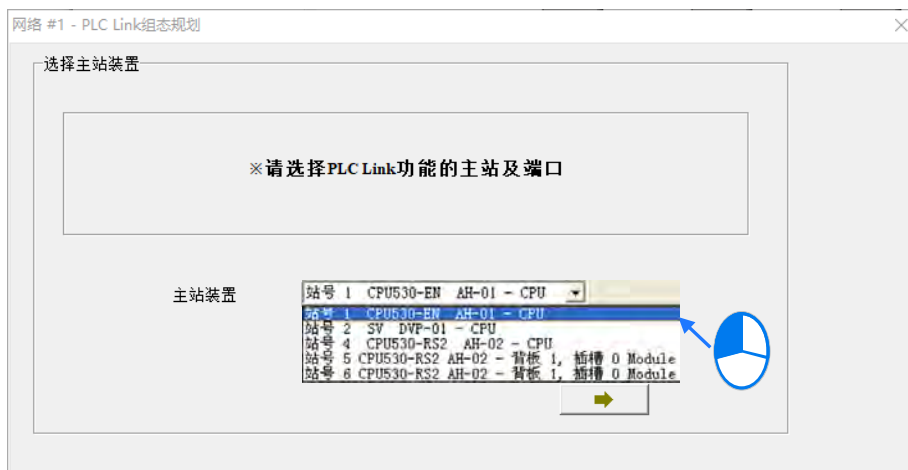 网络 #1 - PLC Link组态规划
选择主站装置
※请选择PLC Link功能的主站及端口
主站装置
站号 1 CPU530-EN AH-01 - CPU
站号 1 CPU530-EN AH-01 - CPU
站号 2 SV DVP-01 - CPU
站号 4 CPU530-RS2 AH-02 - CPU
站号 5 CPU530-RS2 AH-02 - 背板 1, 插槽 0 Module
站号 6 CPU530-RS2 AH-02 - 背板 1, 插槽 0 Module